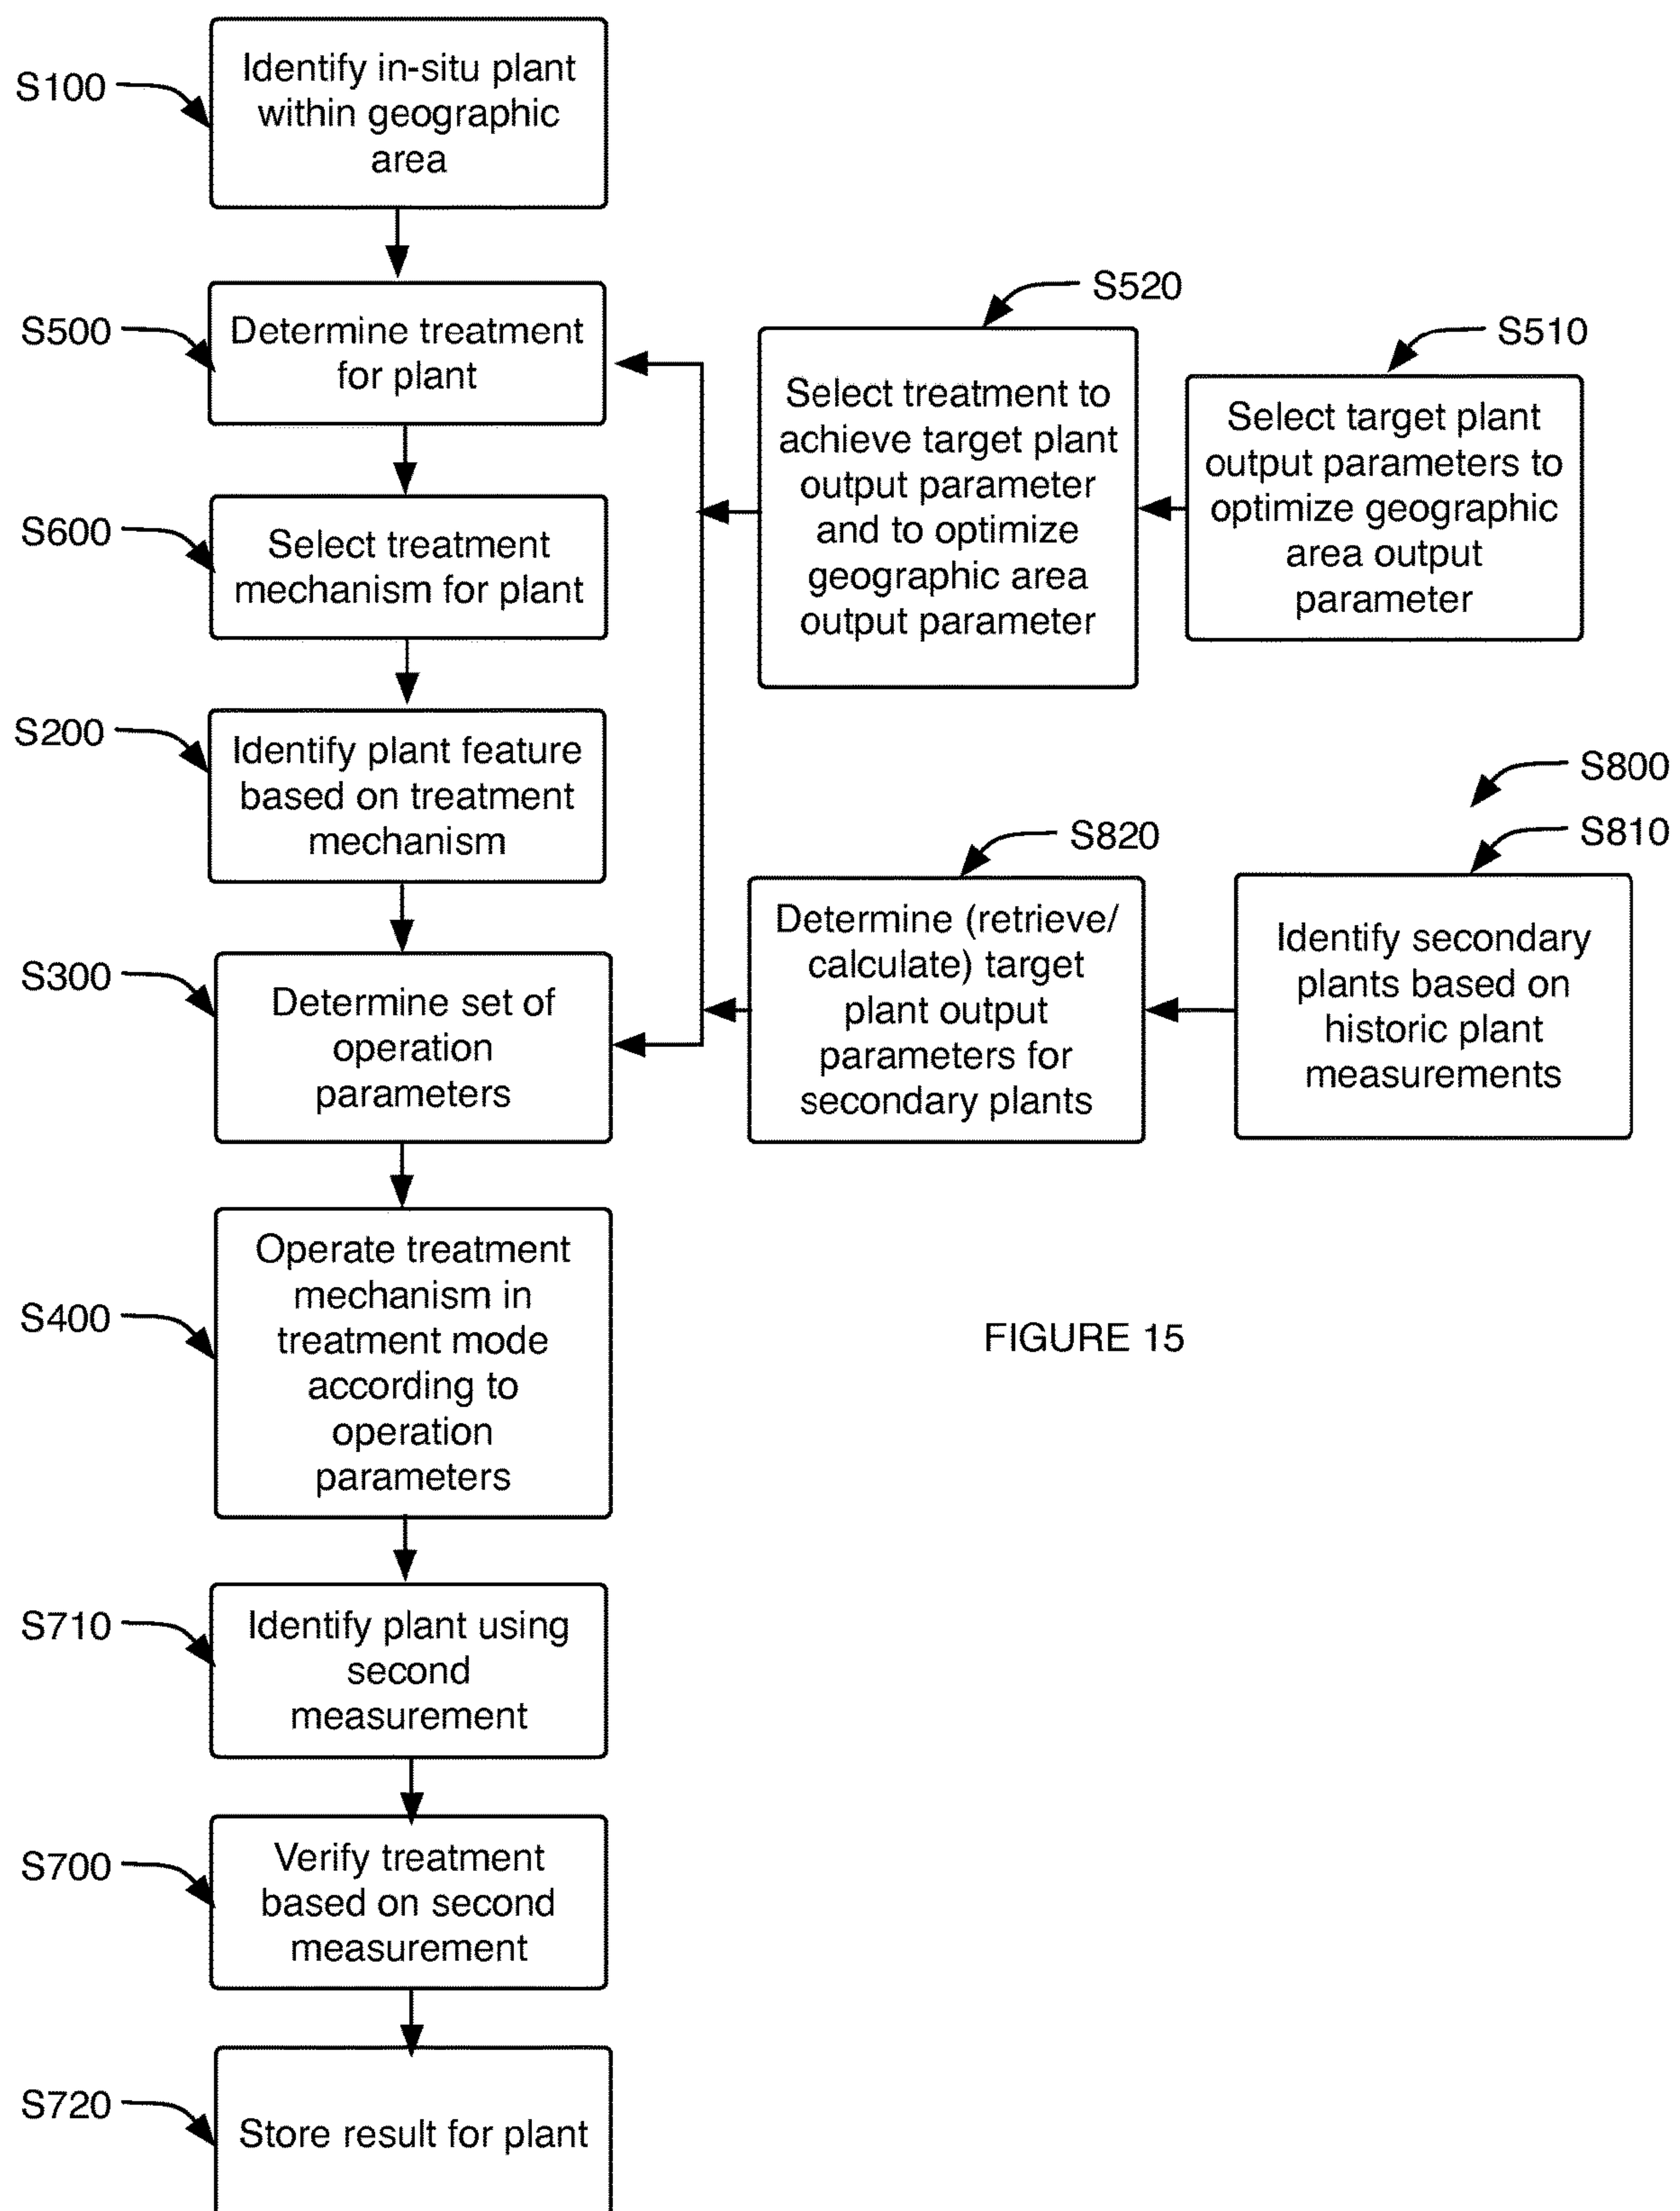 S100
Identify in-situ plant
within geographic
area
S500
Determine treatment
for plant
S520
Select treatment to
achieve target plant
output parameter
and to optimize
geographic area
output parameter
S510
Select target plant
output parameters to
optimize geographic
area output
parameter
S600
Select treatment
mechanism for plant
S200
Identify plant feature
based on treatment
mechanism
S800
S810
Identify secondary
plants based on
historic plant
measurements
S820
Determine (retrieve/
calculate) target
plant output
parameters for
secondary plants
S300
Determine set of
operation
parameters
S400
Operate treatment
mechanism in
treatment mode
according to
operation
parameters
FIGURE 15
S710
Identify plant using
second
measurement
S700
Verify treatment
based on second
measurement
S720
Store result for plant